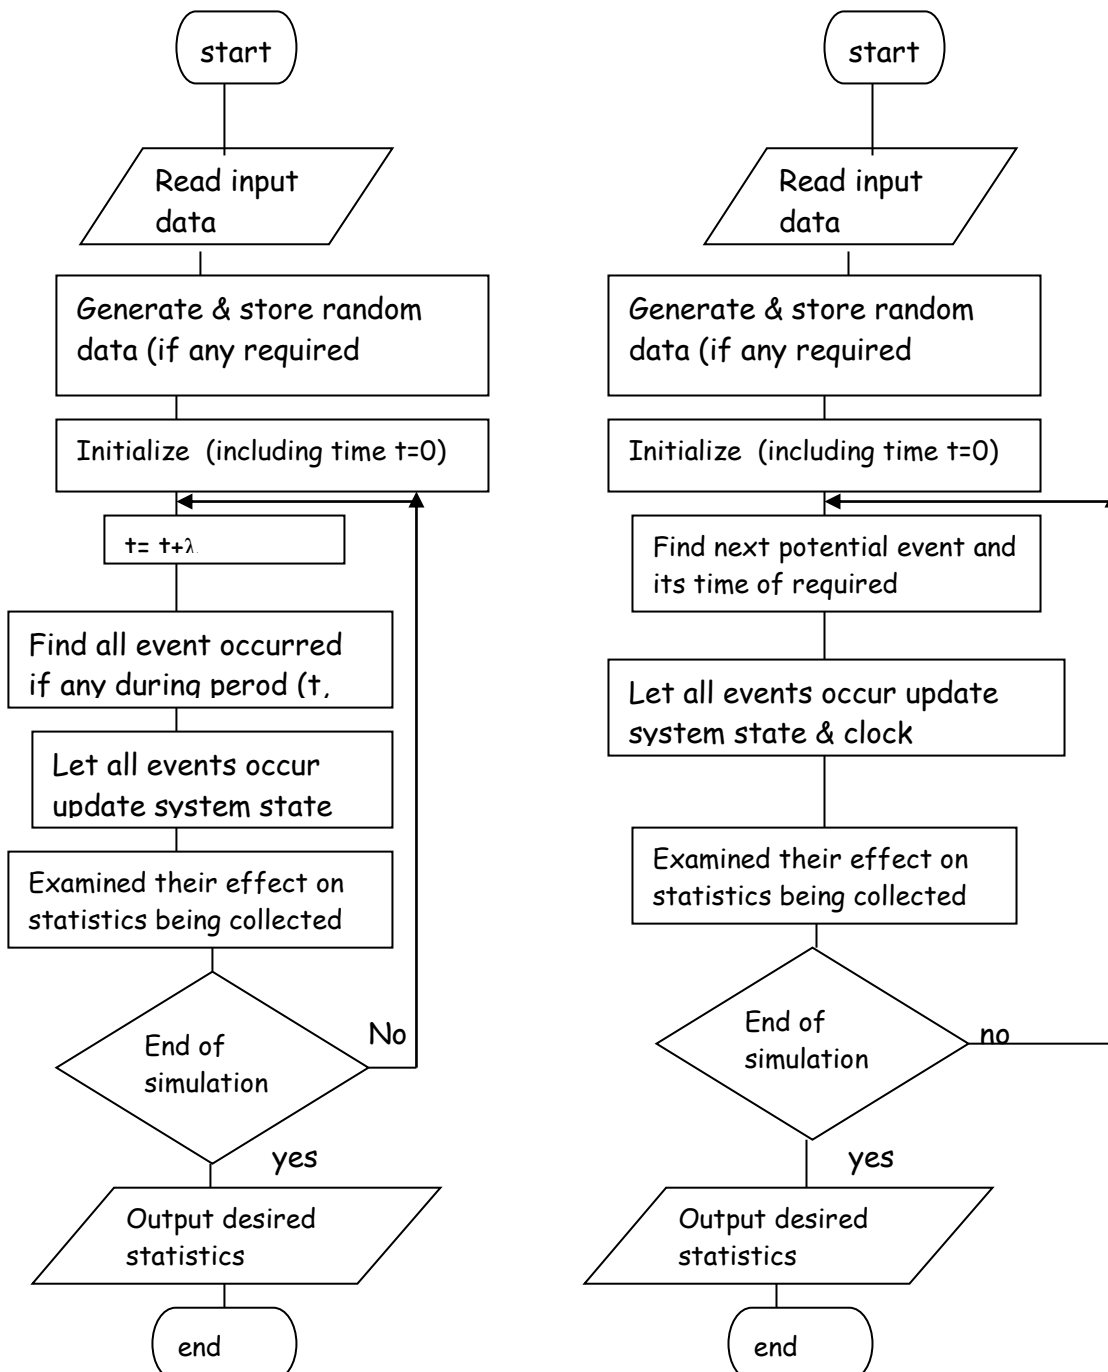 start
Read input
data
Generate & store random
data (if any required
Initialize (including time t=0)
t= t+λ
Find all event occurred
if any during perod (t,
Let all events occur
update system state
Examined their effect on
statistics being collected
End of
simulation
No
yes
Output desired
statistics
end
start
Read input
data
Generate & store random
data (if any required
Initialize (including time t=0)
Find next potential event and
its time of required
Let all events occur update
system state & clock
Examined their effect on
statistics being collected
End of
simulation
no
yes
Output desired
statistics
end